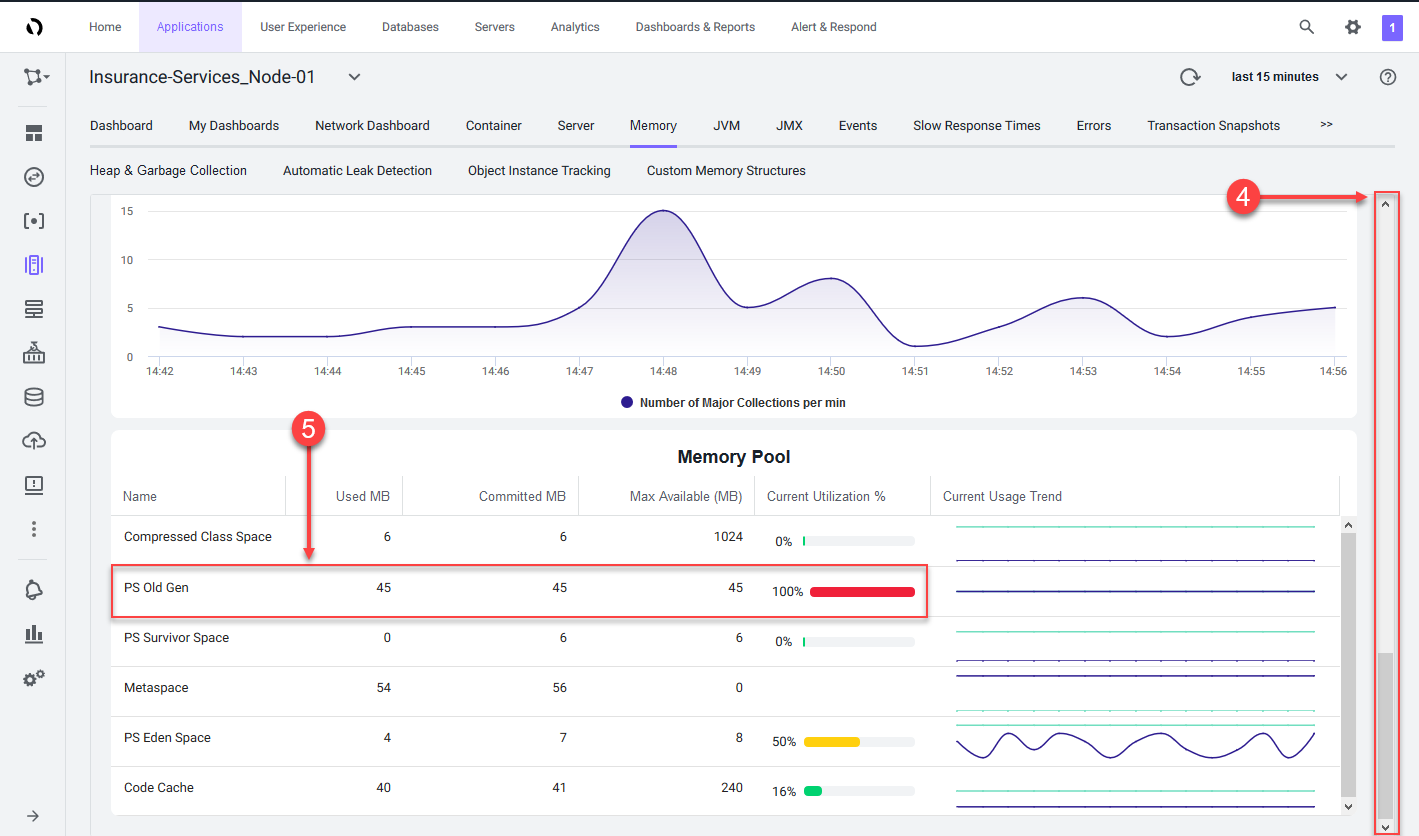 Home Applications User Experience Databases Servers Analytics Dashboards & Reports Alert & Respond 1
Insurance-Services_Node-01 last 15 minutes
Dashboard My Dashboards Network Dashboard Container Server Memory JVM JMX Events Slow Response Times Errors Transaction Snapshots >>
Heap & Garbage Collection Automatic Leak Detection Object Instance Tracking Custom Memory Structures
4
15
10
5
0
14:42 14:43 14:44 14:45 14:46 14:47 14:48 14:49 14:50 14:51 14:52 14:53 14:54 14:55 14:56
Number of Major Collections per min
5
Memory Pool
Name Used MB Committed MB Max Available (MB) Current Utilization % Current Usage Trend
Compressed Class Space 6 6 1024 0%
PS Old Gen 45 45 45 100%
PS Survivor Space 0 6 6 0%
Metaspace 54 56 0
PS Eden Space 4 7 8 50%
Code Cache 40 41 240 16%